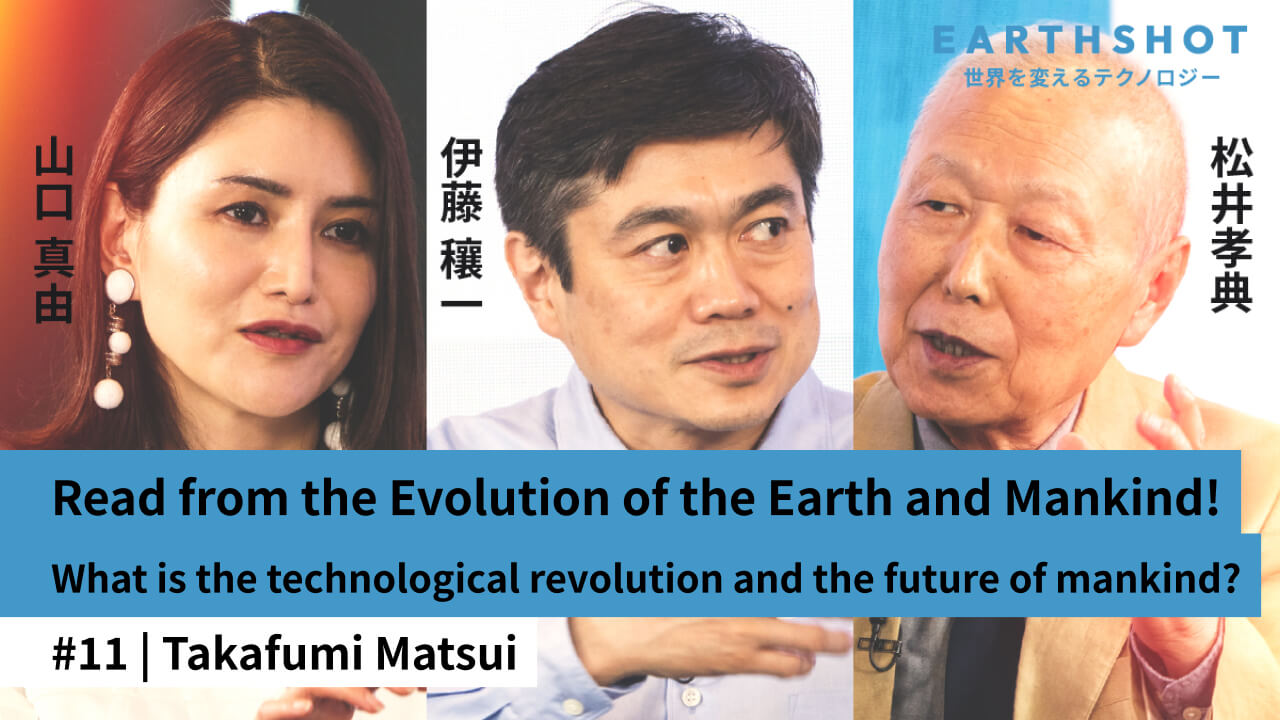 EARTHSHOT
世界を変えるテクノロジー
山口 真由
伊藤 穰一
松井孝典
Read from the Evolution of the Earth and Mankind!
What is the technological revolution and the future of mankind?
#11 | Takafumi Matsui